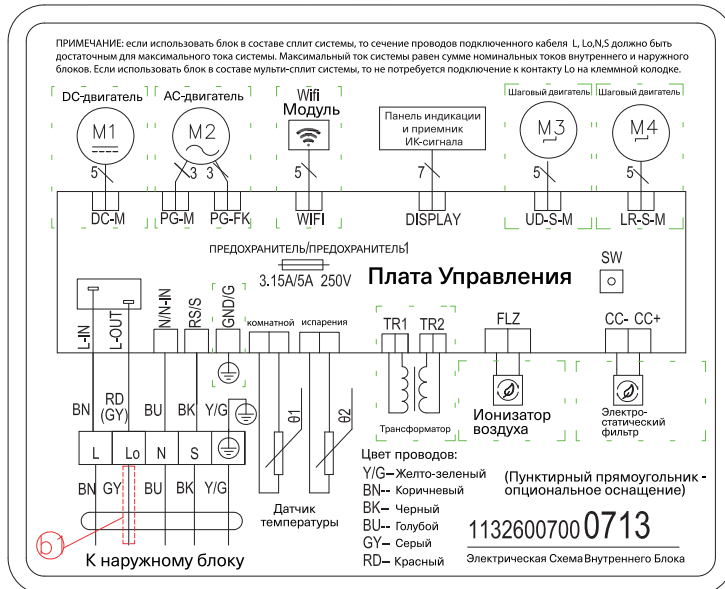 ПРИМЕЧАНИЕ: если использовать блок в составе сплит системы, то сечение проводов подключенного кабеля L, Lo,N,S должно быть
достаточным для максимального тока системы. Максимальный ток системы равен сумме номинальных токов внутреннего и наружного
блоков. Если использовать блок в составе мульти-сплит системы, то не потребуется подключение к контакту Lo на клеммной колодке.
DC-двигатель
AC-двигатель
Wifi
Модуль
Панель индикации
и приемник
ИК-сигнала
Шаговый двигатель
Шаговый двигатель
M1
M2
M3
M4
5
3
3
5
7
5
5
DC-M
PG-M
PG-FK
WIFI
DISPLAY
UD-S-M
LR-S-M
ПРЕДОХРАНИТЕЛЬ/ПРЕДОХРАНИТЕЛЬ1
3.15A/5A 250V
Плата Управления
SW
L-IN
L-OUT
N/N-IN
RS/S
GND/G
комнатной
испарения
TR1
TR2
FLZ
CC-
CC+
BN
RD
(GY)
BU
BK
Y/G
θ1
θ2
Трансформатор
Ионизатор
воздуха
Электро-
статический
фильтр
L
Lo
N
S
BN
GY
BU
BK
Y/G
Датчик
температуры
b1
К наружному блоку
Цвет проводов:
Y/G–Желто-зеленый
BN-- Коричневый
BK– Черный
BU-- Голубой
GY– Серый
RD– Красный
(Пунктирный прямоугольник -
опциональное оснащение)
1132600700 0713
Электрическая Схема Внутреннего Блока